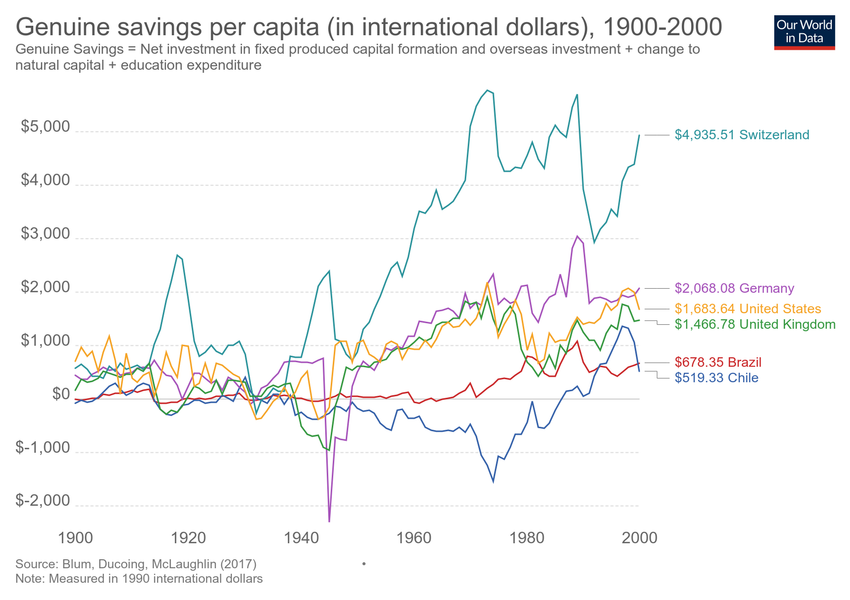 Genuine savings per capita (in international dollars), 1900-2000
Genuine Savings = Net investment in fixed produced capital formation and overseas investment + change to
natural capital + education expenditure
Our World
in Data
$5,000
$4,000
$3,000
$2,000
$1,000
$0
$-1,000
$-2,000
1900
1920
1940
1960
1980
2000
$4,935.51 Switzerland
$2,068.08 Germany
$1,683.64 United States
$1,466.78 United Kingdom
$678.35 Brazil
$519.33 Chile
Source: Blum, Ducoing, McLaughlin (2017)
Note: Measured in 1990 international dollars